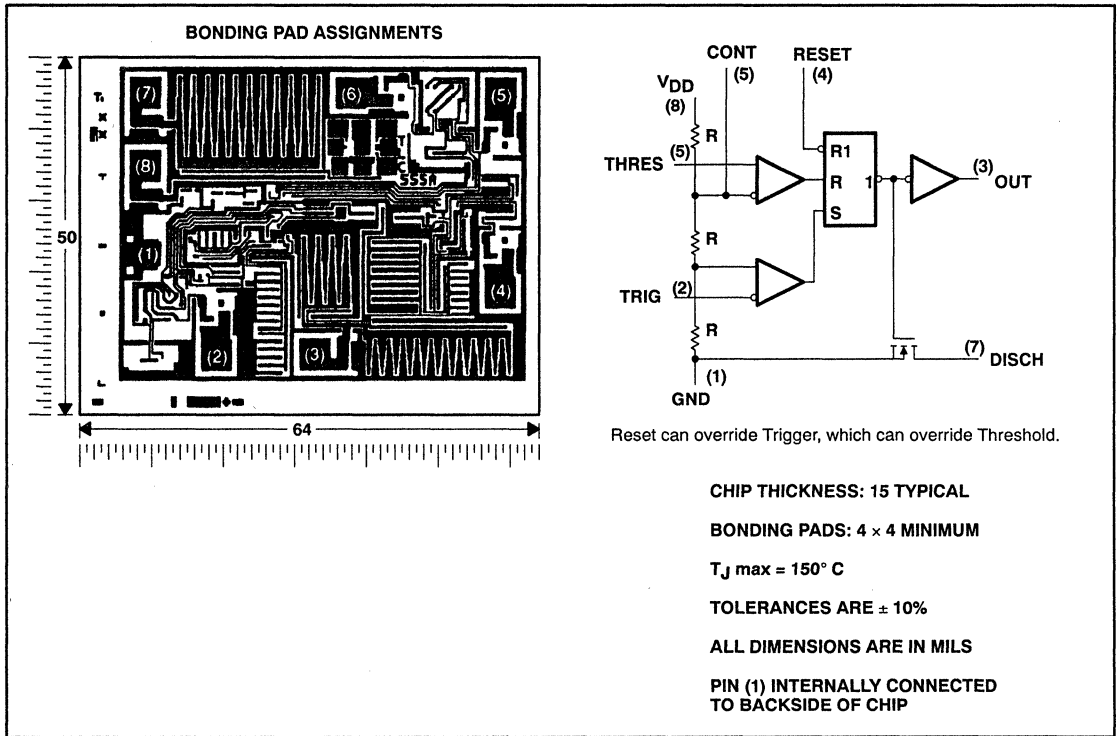 BONDING PAD ASSIGNMENTS
(7)
(6)
(5)
(8)
(1)
(4)
(2)
(3)
50
64
CONT
(5)
RESET
(4)
VDD
(8)
R
THRES
(5)
R1
R
S
1
(3)
OUT
R
TRIG
(2)
R
(1)
GND
(7)
DISCH
Reset can override Trigger, which can override Threshold.
CHIP THICKNESS: 15 TYPICAL
BONDING PADS: 4 × 4 MINIMUM
TJ max = 150° C
TOLERANCES ARE ± 10%
ALL DIMENSIONS ARE IN MILS
PIN (1) INTERNALLY CONNECTED
TO BACKSIDE OF CHIP